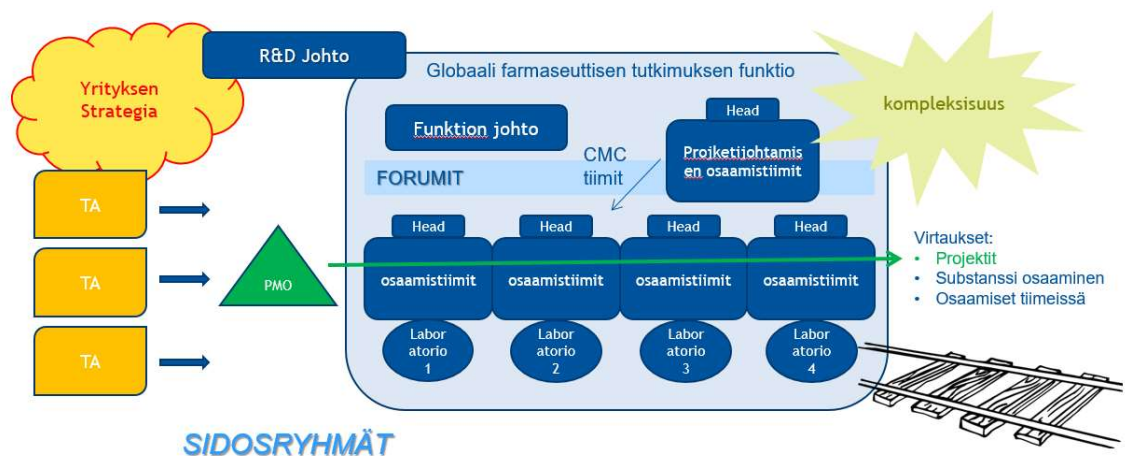 R&D Johto
Yrityksen
Strategia
Globaali farmaseuttisen tutkimuksen funktio
kompleksisuus
Head
Funktion johto
Projketijohtamis
en osaamistiimit
CMC
tiimit
FORUMIT
TA
TA
TA
PMO
Head
Head
Head
Head
osaamistiimit
osaamistiimit
osaamistiimit
osaamistiimit
Labor
atorio
1
Labor
atorio
2
Labor
atorio
3
Labor
atorio
4
Virtaukset:
• Projektit
• Substanssi osaaminen
• Osaamiset tiimeissä
SIDOSRYHMÄT